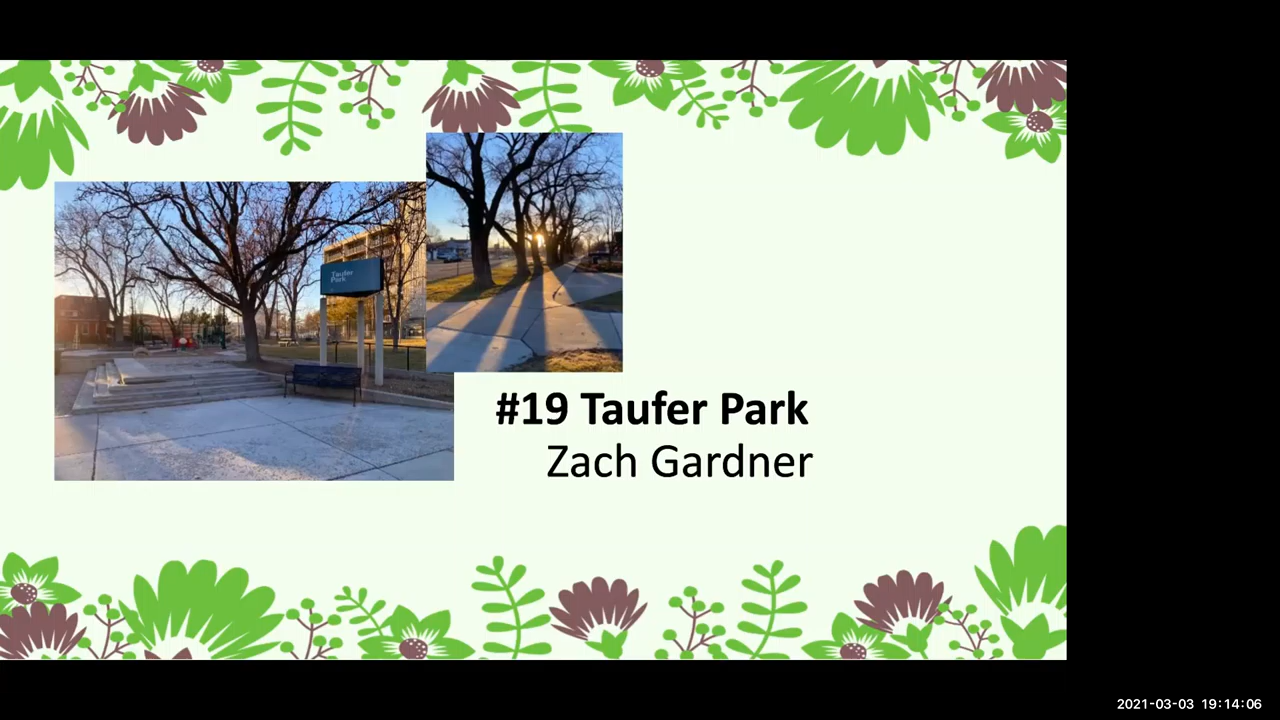 Taufer
Park
#19 Taufer Park
Zach Gardner
2021-03-03 19:14:06